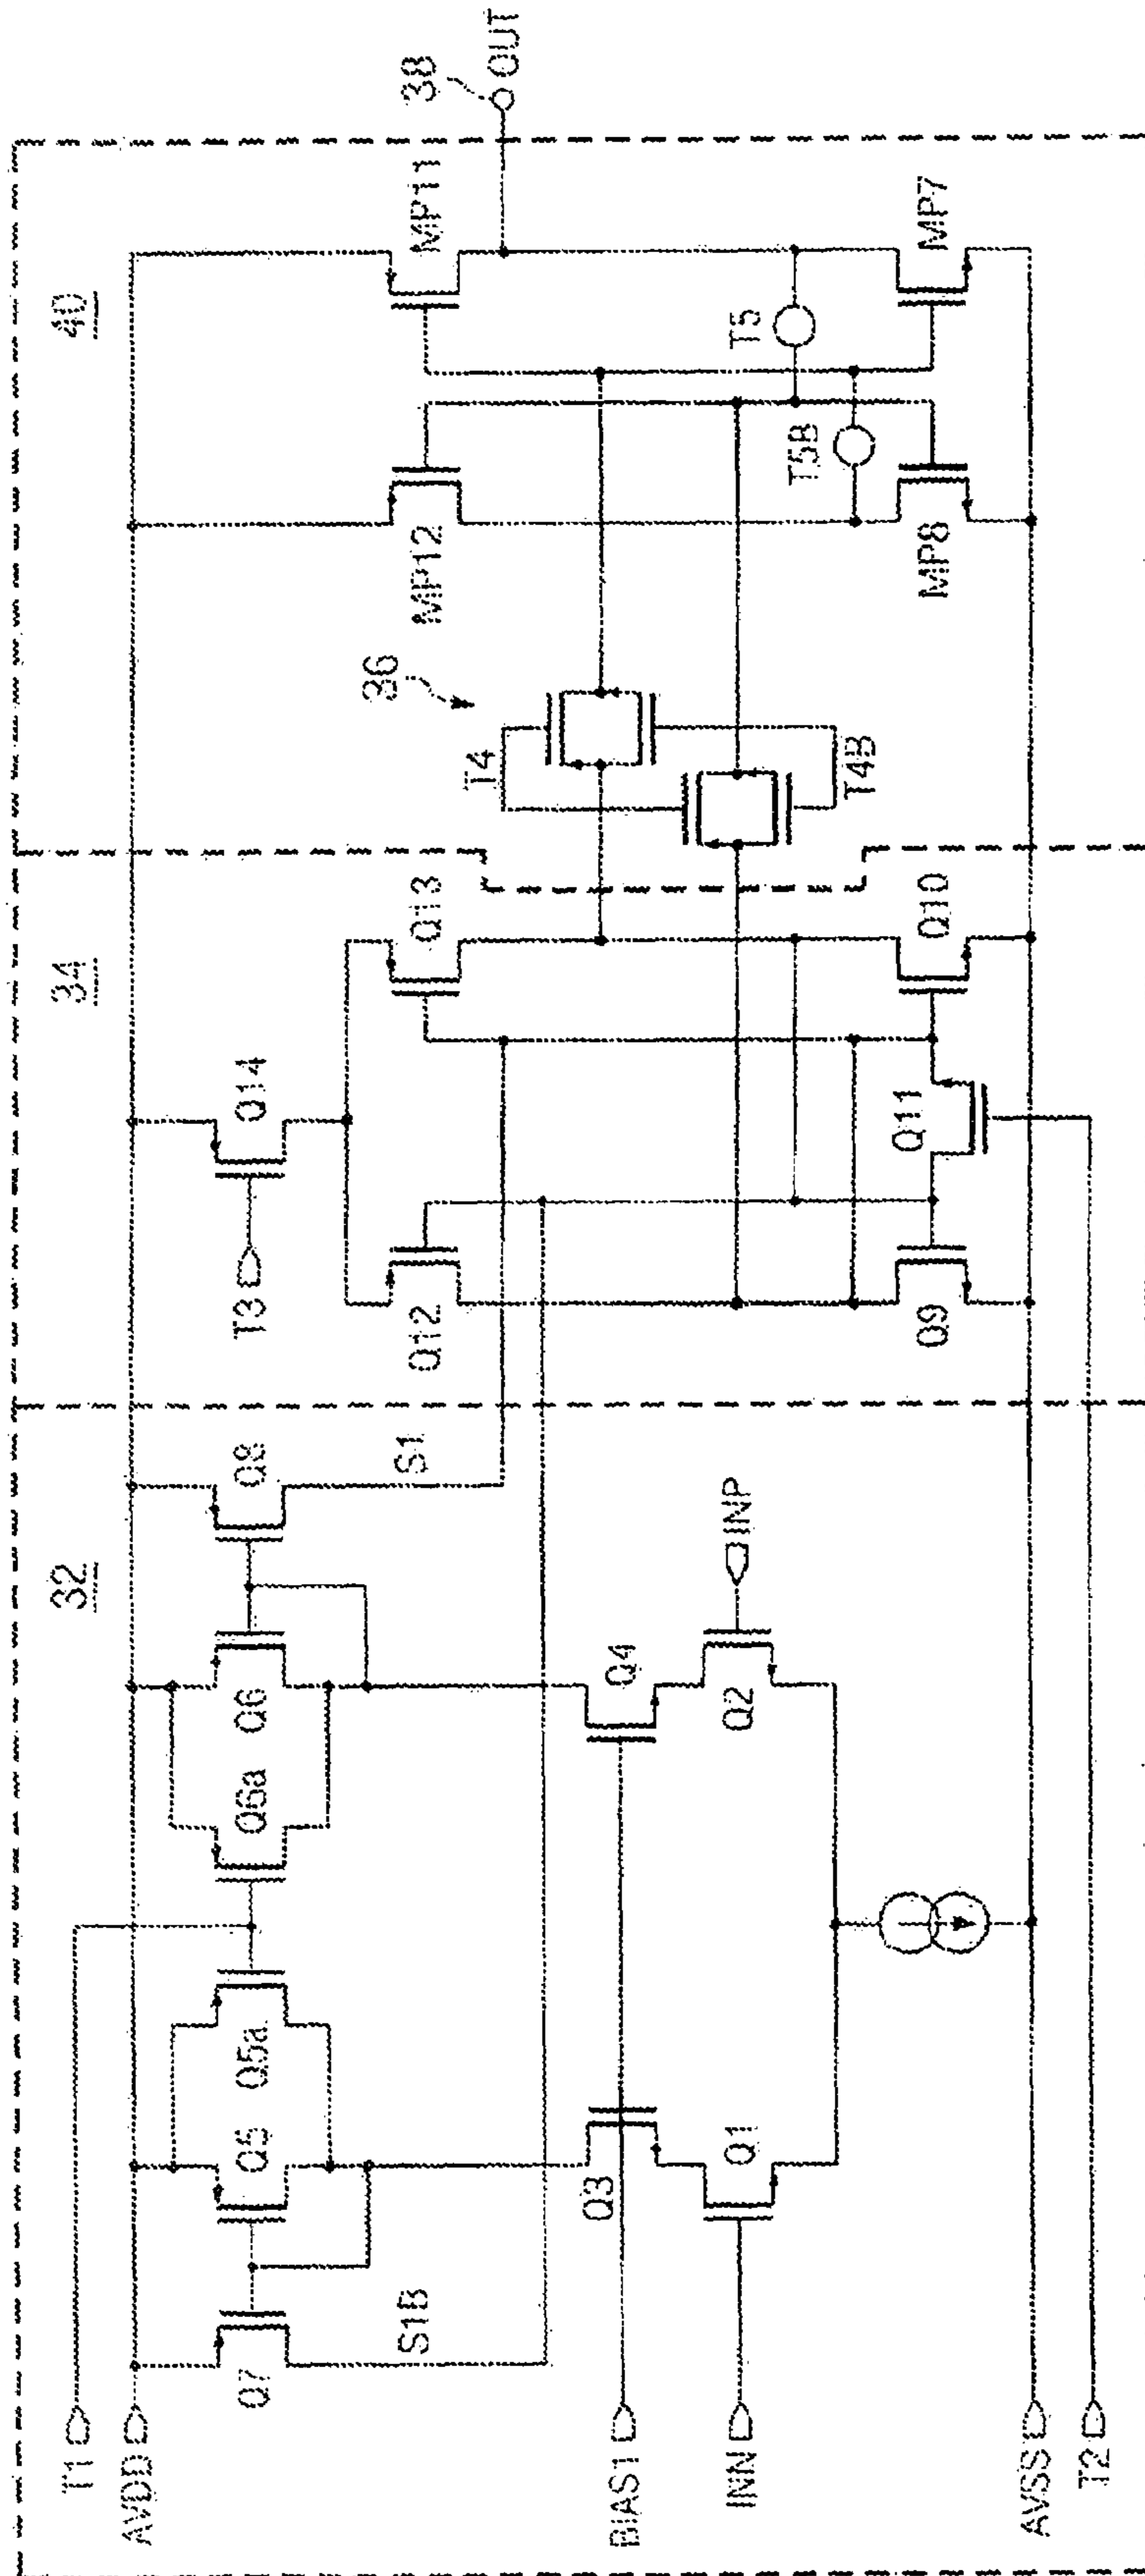 32
34
40
T1
AVDD
Q7
Q5
Q5a
Q6a
Q6
Q8
S1B
S1
T3
Q14
Q12
Q13
36
T4
T4B
MP12
MP11
38
OUT
BIAS1
Q3
Q4
INN
Q1
Q2
INP
Q9
Q11
Q10
T5
T5B
MP8
MP7
AVSS
T2